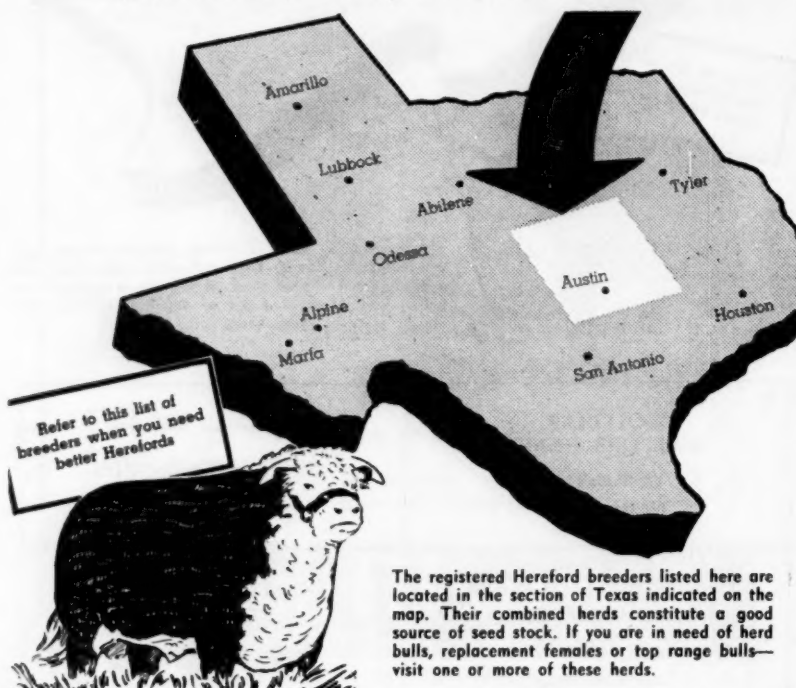 Amarillo
Lubbock
Abilene
Tyler
Odessa
Austin
Alpine
Marfa
Houston
San Antonio
Refer to this list of
breeders when you need
better Herefords
The registered Hereford breeders listed here are
located in the section of Texas indicated on the
map. Their combined herds constitute a good
source of seed stock. If you are in need of herd
bulls, replacement females or top range bulls—
visit one or more of these herds.